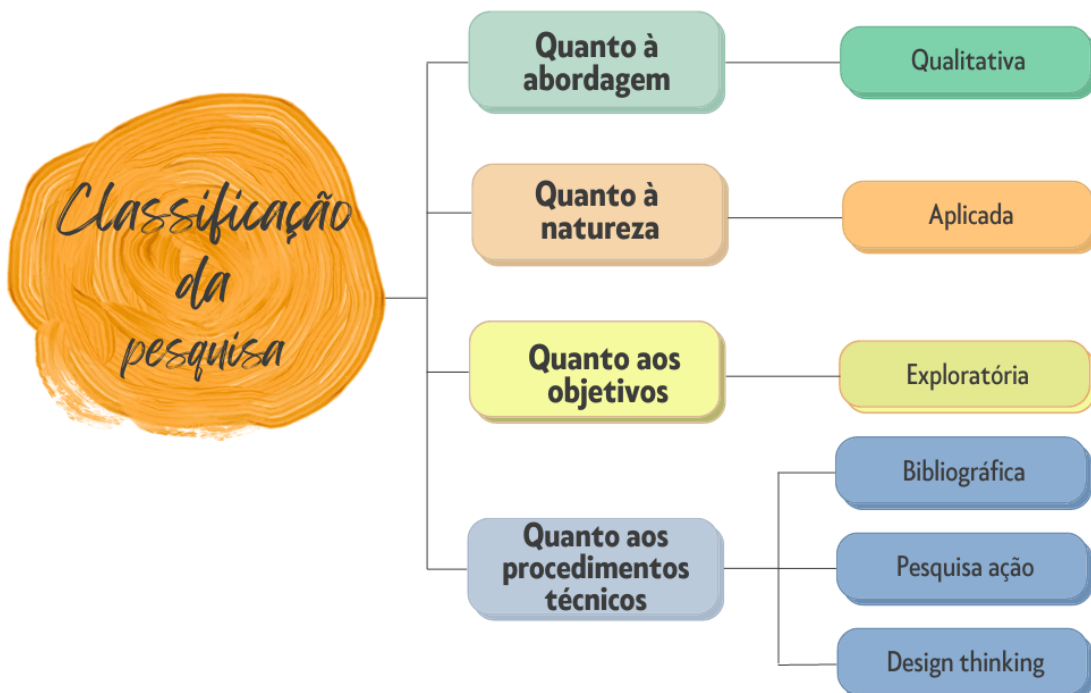 Classificação
da
pesquisa
Quanto à
abordagem
Qualitativa
Quanto à
natureza
Aplicada
Quanto aos
objetivos
Exploratória
Quanto aos
procedimentos
técnicos
Bibliográfica
Pesquisa ação
Design thinking